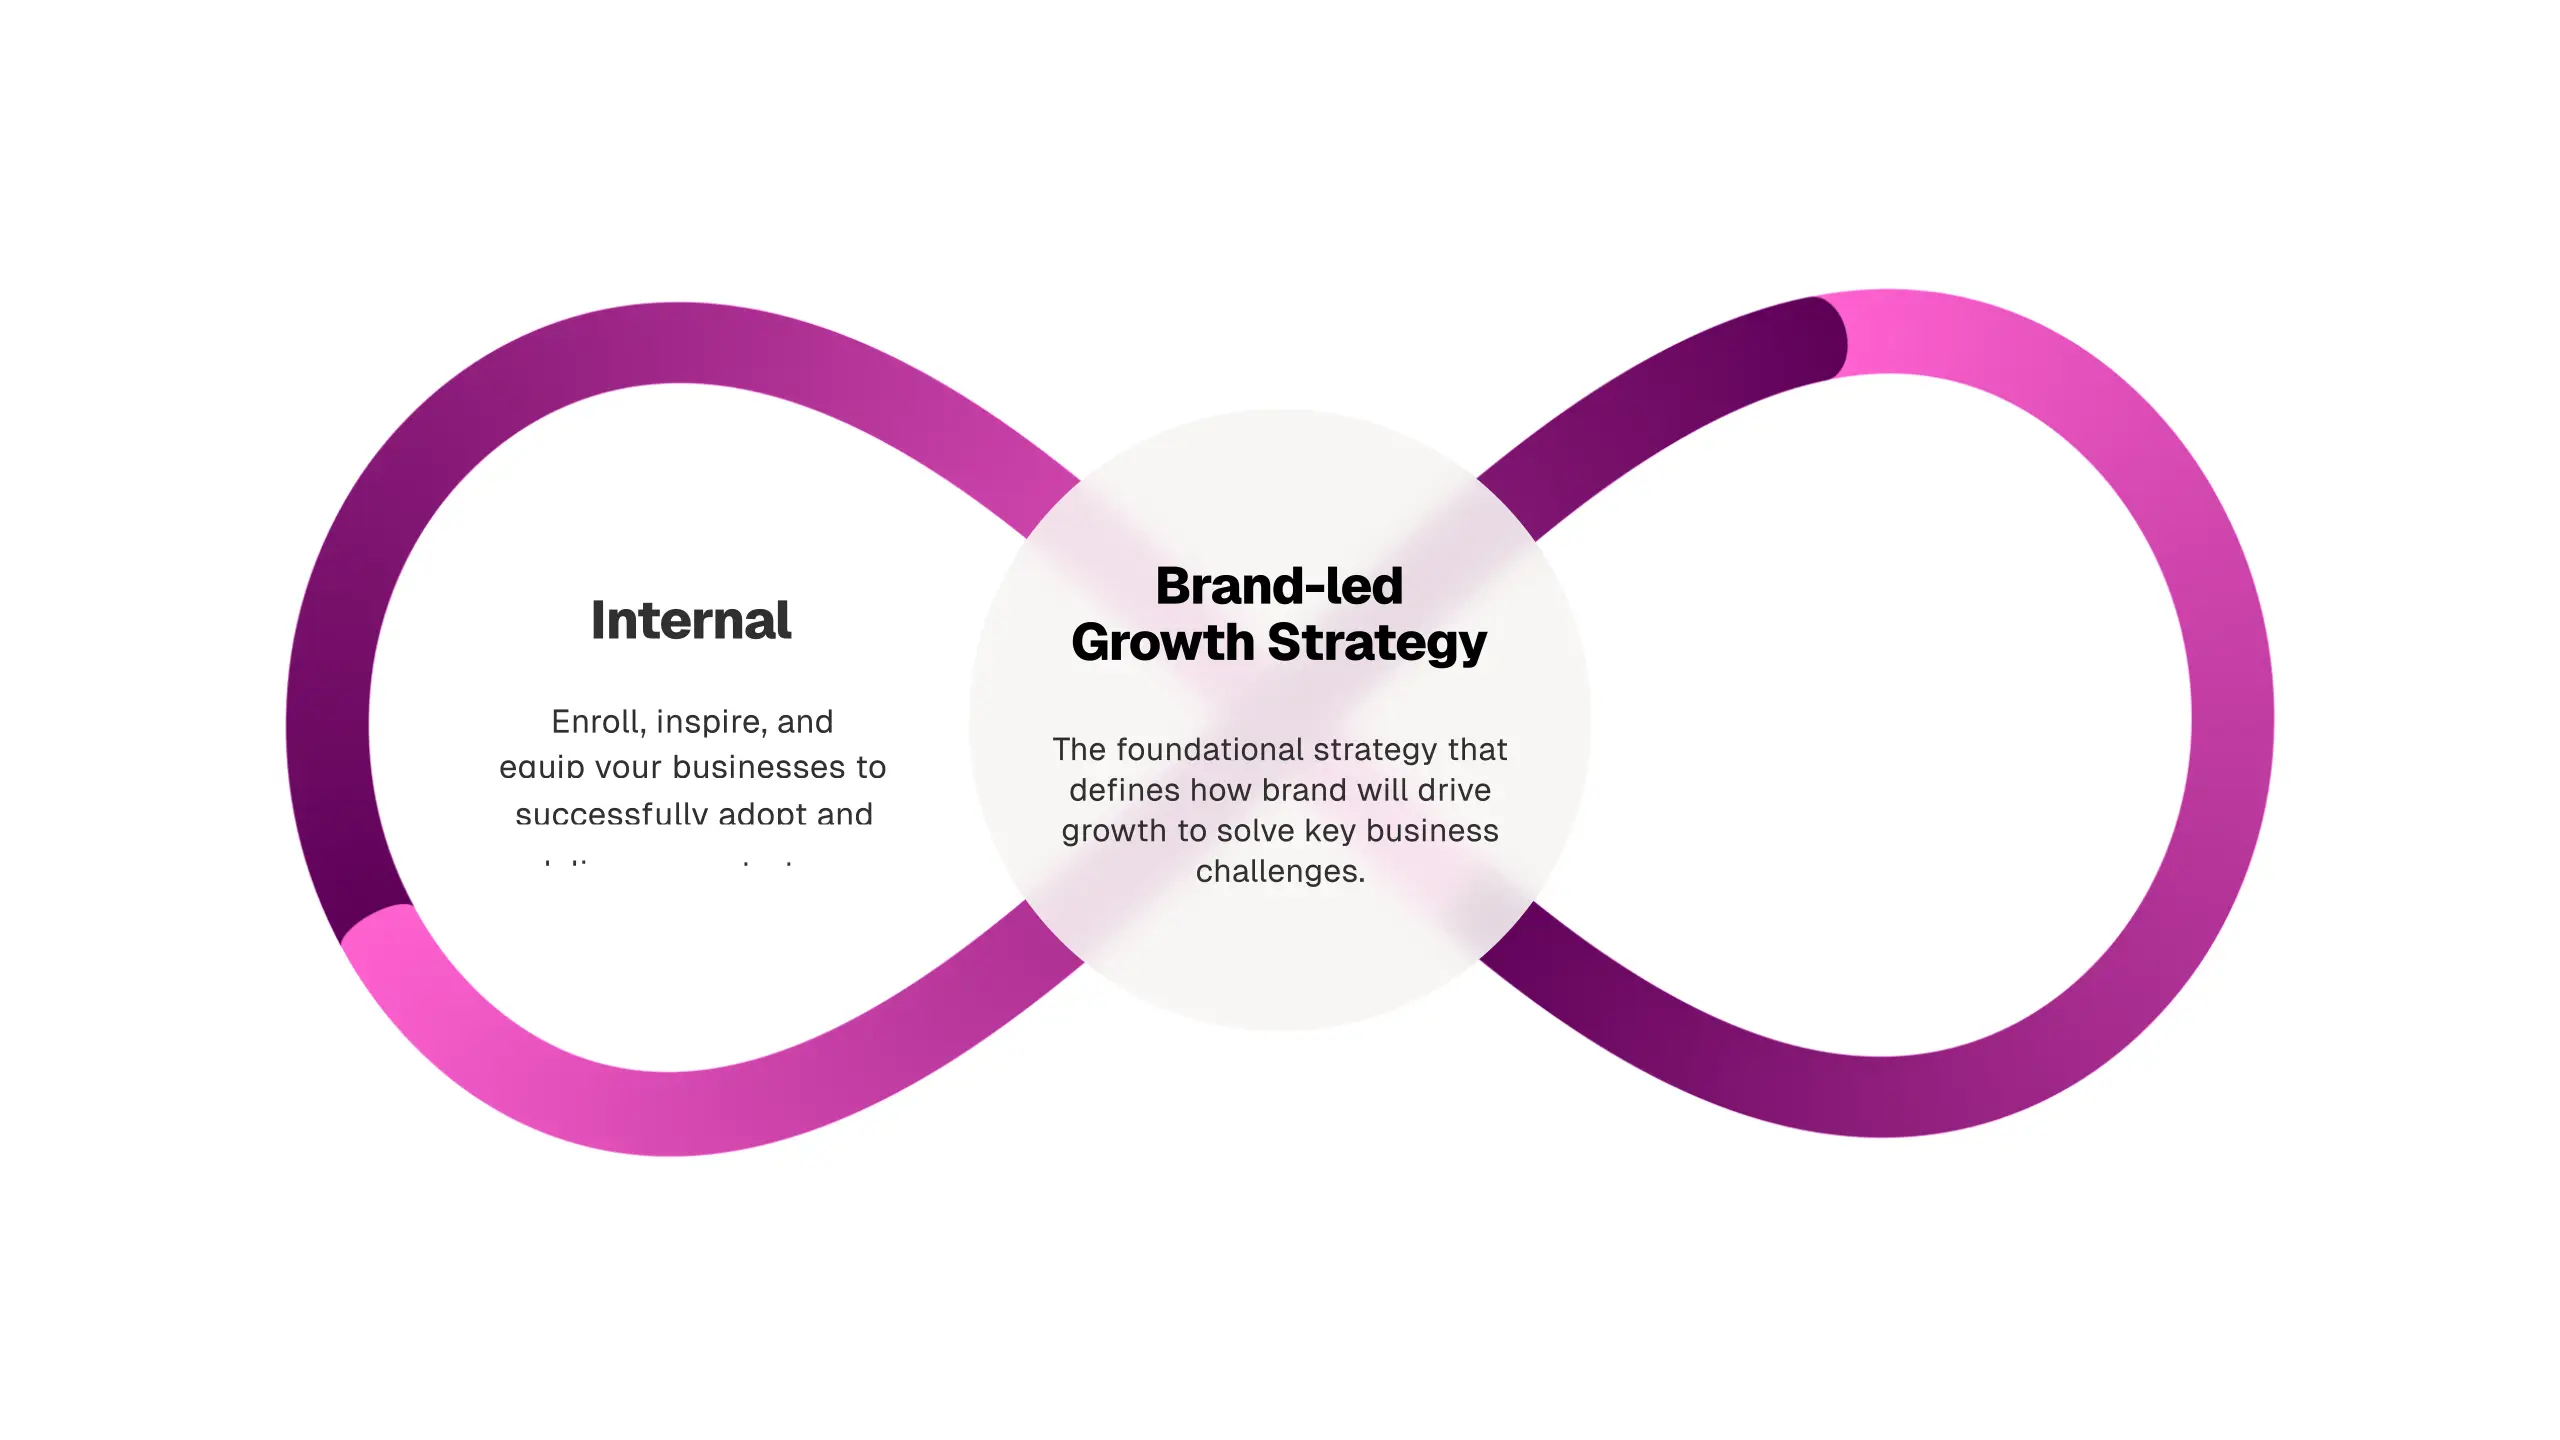 Internal
Enroll, inspire, and
equip your businesses to
successfully adopt and
Brand-led
Growth Strategy
The foundational strategy that
defines how brand will drive
growth to solve key business
challenges.